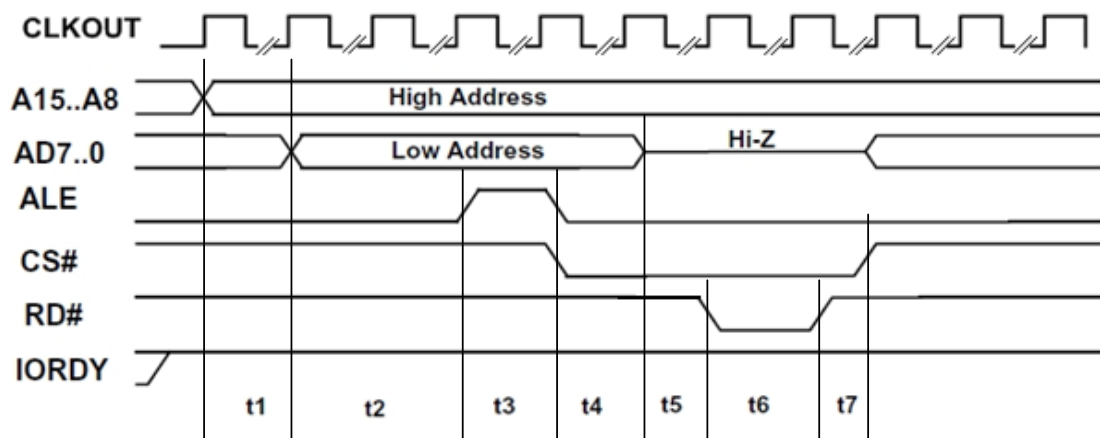 CLKOUT
A15..A8 High Address
AD7..0 Low Address Hi-Z
ALE
CS#
RD#
IORDY
t1 t2 t3 t4 t5 t6 t7